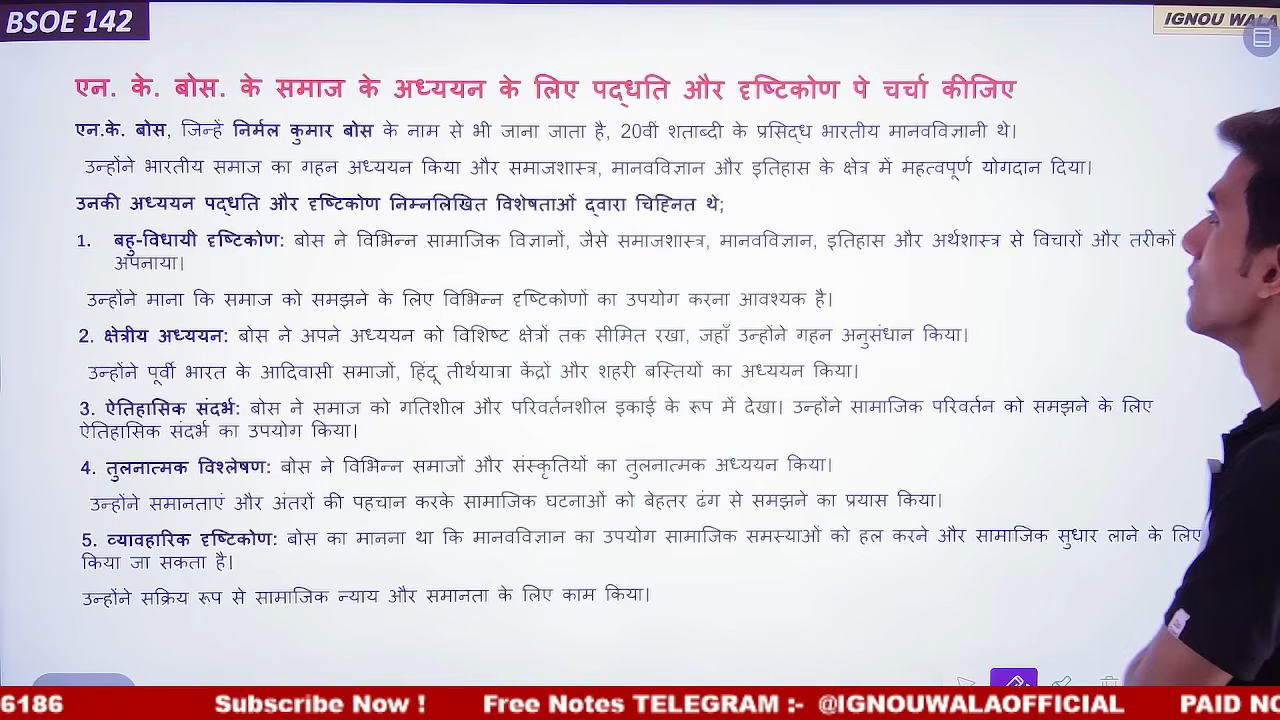 BSOE 142
IGNOU WALA
एन. के. बोस. के समाज के अध्ययन के लिए पद्धति और दृष्टिकोण पे चर्चा कीजिए
एन.के. बोस, जिन्हें निर्मल कुमार बोस के नाम से भी जाना जाता है, 20वीं शताब्दी के प्रसिद्ध भारतीय मानवविज्ञानी थे।
उन्होंने भारतीय समाज का गहन अध्ययन किया और समाजशास्त्र, मानवविज्ञान और इतिहास के क्षेत्र में महत्वपूर्ण योगदान दिया।
उनकी अध्ययन पद्धति और दृष्टिकोण निम्नलिखित विशेषताओं द्वारा चिह्नित थे;
1. बहु-विधायी दृष्टिकोण: बोस ने विभिन्न सामाजिक विज्ञानों, जैसे समाजशास्त्र, मानवविज्ञान, इतिहास और अर्थशास्त्र से विचारों और तरीकों
अपनाया।
उन्होंने माना कि समाज को समझने के लिए विभिन्न दृष्टिकोणों का उपयोग करना आवश्यक है।
2. क्षेत्रीय अध्ययन: बोस ने अपने अध्ययन को विशिष्ट क्षेत्रों तक सीमित रखा, जहाँ उन्होंने गहन अनुसंधान किया।
उन्होंने पूर्वी भारत के आदिवासी समाजों, हिंदू तीर्थयात्रा केंद्रों और शहरी बस्तियों का अध्ययन किया।
3. ऐतिहासिक संदर्भ: बोस ने समाज को गतिशील और परिवर्तनशील इकाई के रूप में देखा। उन्होंने सामाजिक परिवर्तन को समझने के लिए
ऐतिहासिक संदर्भ का उपयोग किया।
4. तुलनात्मक विश्लेषण: बोस ने विभिन्न समाजों और संस्कृतियों का तुलनात्मक अध्ययन किया।
उन्होंने समानताएं और अंतरों की पहचान करके सामाजिक घटनाओं को बेहतर ढंग से समझने का प्रयास किया।
5. व्यावहारिक दृष्टिकोण: बोस का मानना था कि मानवविज्ञान का उपयोग सामाजिक समस्याओं को हल करने और सामाजिक सुधार लाने के लिए
किया जा सकता है।
उन्होंने सक्रिय रूप से सामाजिक न्याय और समानता के लिए काम किया।
6186 Subscribe Now ! Free Notes TELEGRAM :- @IGNOUWALAOFFICIAL PAID